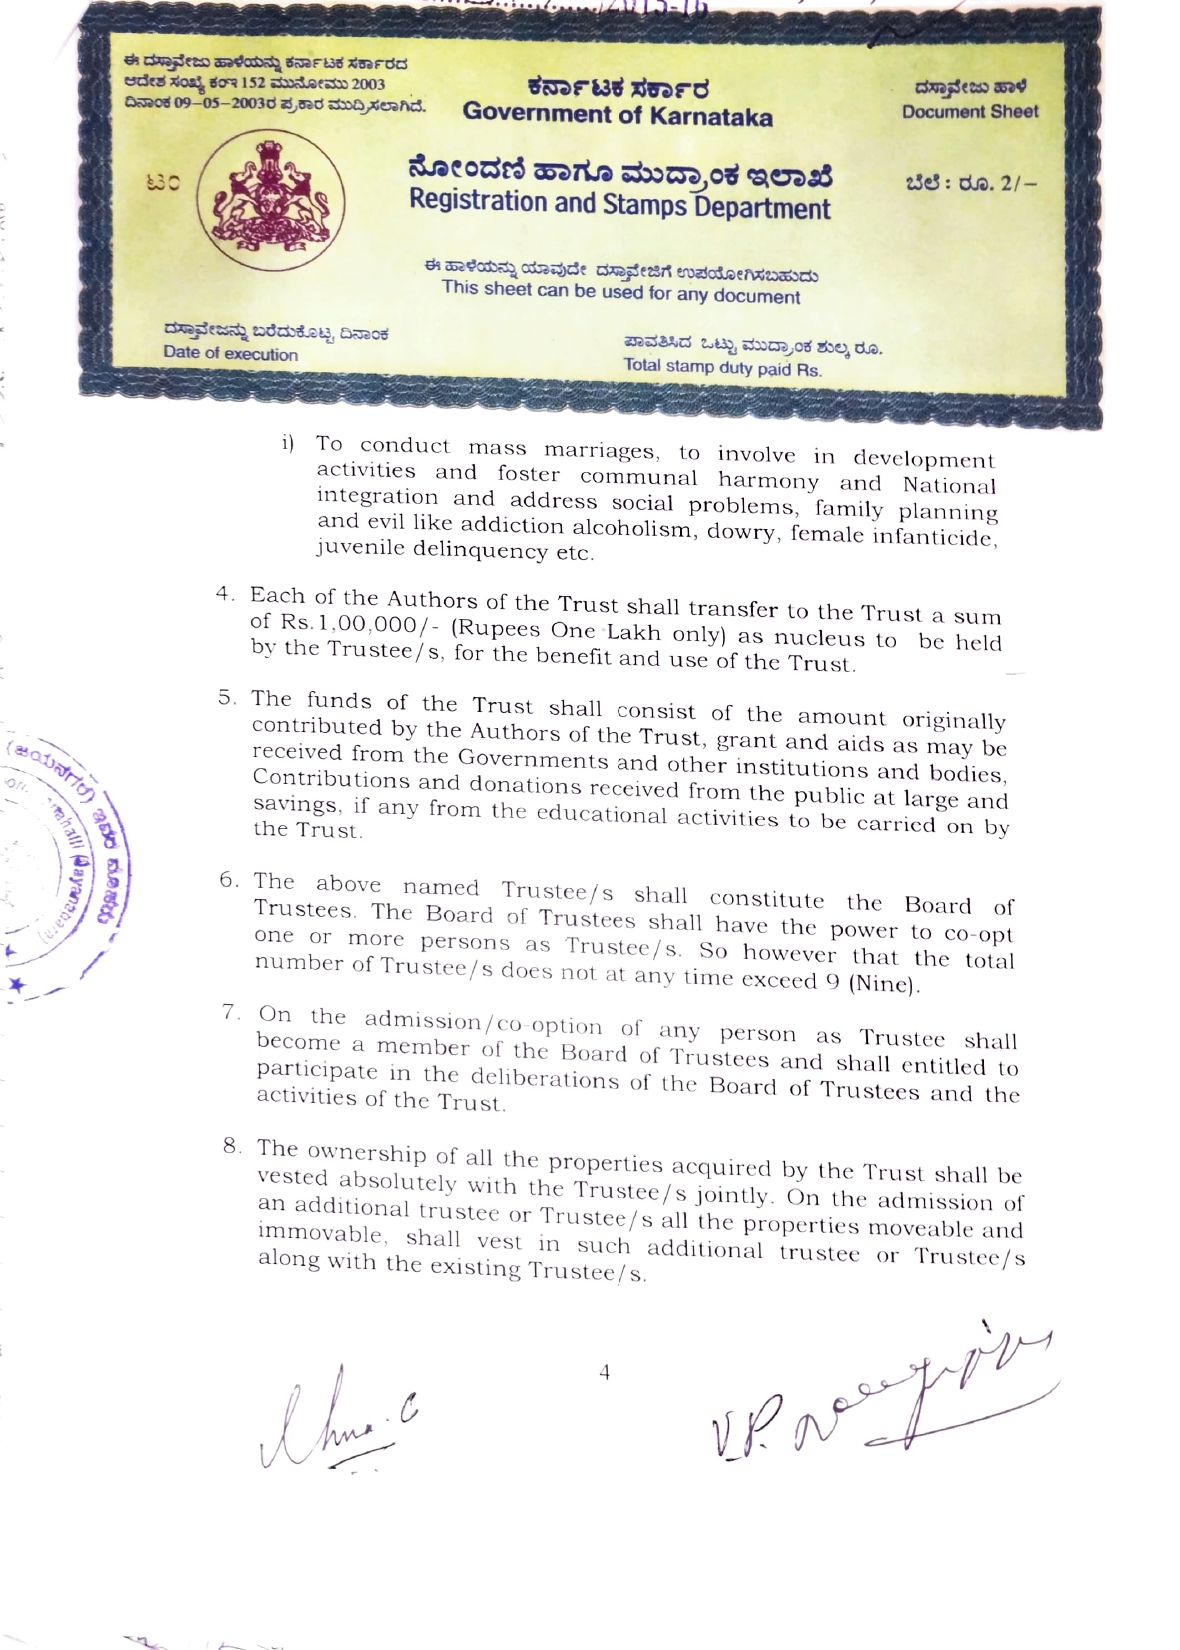 /2015-16
ಈ ದಸ್ತಾವೇಜು ಹಾಳೆಯನ್ನು ಕರ್ನಾಟಕ ಸರ್ಕಾರದ
ಆದೇಶ ಸಂಖ್ಯೆ ಕಂಇ 152 ಮುನೋಮು 2003
ದಿನಾಂಕ 09-05-2003ರ ಪ್ರಕಾರ ಮುದ್ರಿಸಲಾಗಿದೆ.
ಕರ್ನಾಟಕ ಸರ್ಕಾರ
Government of Karnataka
ದಸ್ತಾವೇಜು ಹಾಳೆ
Document Sheet
ನೋಂದಣಿ ಹಾಗೂ ಮುದ್ರಾಂಕ ಇಲಾಖೆ
Registration and Stamps Department
ಬೆಲೆ : ರೂ. 2/-
ಈ ಹಾಳೆಯನ್ನು ಯಾವುದೇ ದಸ್ತಾವೇಜಿಗೆ ಉಪಯೋಗಿಸಬಹುದು
This sheet can be used for any document
ದಸ್ತಾವೇಜನ್ನು ಬರೆದುಕೊಟ್ಟ ದಿನಾಂಕ
Date of execution
ಪಾವತಿಸಿದ ಒಟ್ಟು ಮುದ್ರಾಂಕ ಶುಲ್ಕ ರೂ.
Total stamp duty paid Rs.
i) To conduct mass marriages, to involve in development
activities and foster communal harmony and National
integration and address social problems, family planning
and evil like addiction alcoholism, dowry, female infanticide,
juvenile delinquency etc.
4. Each of the Authors of the Trust shall transfer to the Trust a sum
of Rs.1,00,000/- (Rupees One Lakh only) as nucleus to be held
by the Trustee/s, for the benefit and use of the Trust.
5. The funds of the Trust shall consist of the amount originally
contributed by the Authors of the Trust, grant and aids as may be
received from the Governments and other institutions and bodies,
Contributions and donations received from the public at large and
savings, if any from the educational activities to be carried on by
the Trust.
6. The above named Trustee/s shall constitute the Board of
Trustees. The Board of Trustees shall have the power to co-opt
one or more persons as Trustee/s. So however that the total
number of Trustee/s does not at any time exceed 9 (Nine).
7. On the admission/co-option of any person as Trustee shall
become a member of the Board of Trustees and shall entitled to
participate in the deliberations of the Board of Trustees and the
activities of the Trust.
8. The ownership of all the properties acquired by the Trust shall be
vested absolutely with the Trustee/s jointly. On the admission of
an additional trustee or Trustee/s all the properties moveable and
immovable, shall vest in such additional trustee or Trustee/s
along with the existing Trustee/s.
4
V.P.